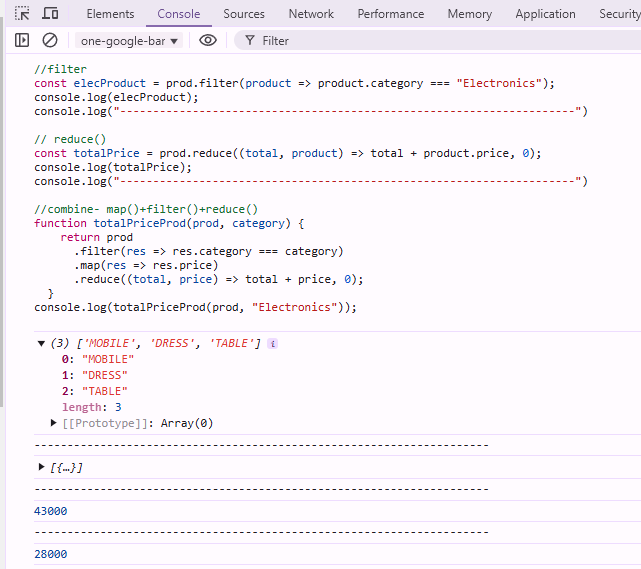 Elements Console Sources Network Performance Memory Application Security
one-google-bar Filter
//filter
const elecProduct = prod.filter(product => product.category === "Electronics");
console.log(elecProduct);
console.log("----------------------------------------------------------------------")
// reduce()
const totalPrice = prod.reduce((total, product) => total + product.price, 0);
console.log(totalPrice);
console.log("----------------------------------------------------------------------")
//combine- map()+filter()+reduce()
function totalPriceProd(prod, category) {
    return prod
      .filter(res => res.category === category)
      .map(res => res.price)
      .reduce((total, price) => total + price, 0);
  }
console.log(totalPriceProd(prod, "Electronics"));
(3) ['MOBILE', 'DRESS', 'TABLE'] i
0: "MOBILE"
1: "DRESS"
2: "TABLE"
length: 3
[[Prototype]]: Array(0)
----------------------------------------------------------------------
[{…}]
----------------------------------------------------------------------
43000
----------------------------------------------------------------------
28000